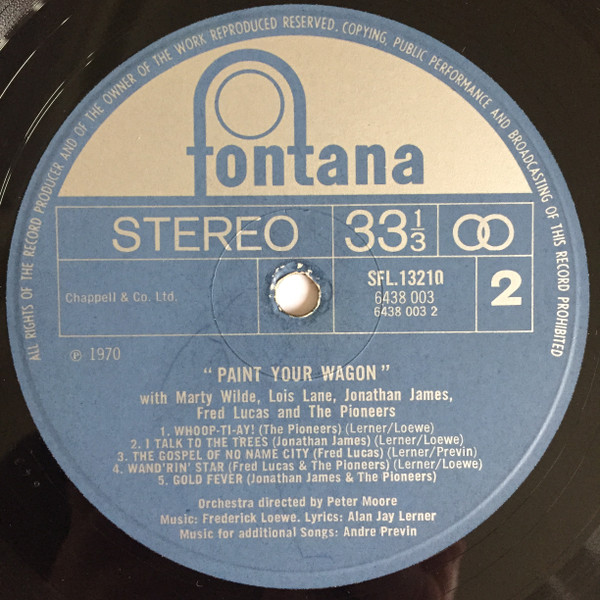 ALL RIGHTS OF THE RECORD PRODUCER AND OF THE OWNER OF THE WORK REPRODUCED RESERVED. COPYING, PUBLIC PERFORMANCE AND BROADCASTING OF THIS RECORD PROHIBITED
fontana
STEREO 33 1/3
Chappell & Co. Ltd. SFL.13210 2
6438 003
6438 003 2
Ⓟ 1970
"PAINT YOUR WAGON"
with Marty Wilde, Lois Lane, Jonathan James,
Fred Lucas and The Pioneers
1. WHOOP-TI-AY! (The Pioneers) (Lerner/Loewe)
2. I TALK TO THE TREES (Jonathan James) (Lerner/Loewe)
3. THE GOSPEL OF NO NAME CITY (Fred Lucas) (Lerner/Previn)
4. WAND'RIN' STAR (Fred Lucas & The Pioneers) (Lerner/Loewe)
5. GOLD FEVER (Jonathan James & The Pioneers)
Orchestra directed by Peter Moore
Music: Frederick Loewe. Lyrics: Alan Jay Lerner
Music for additional Songs: Andre Previn